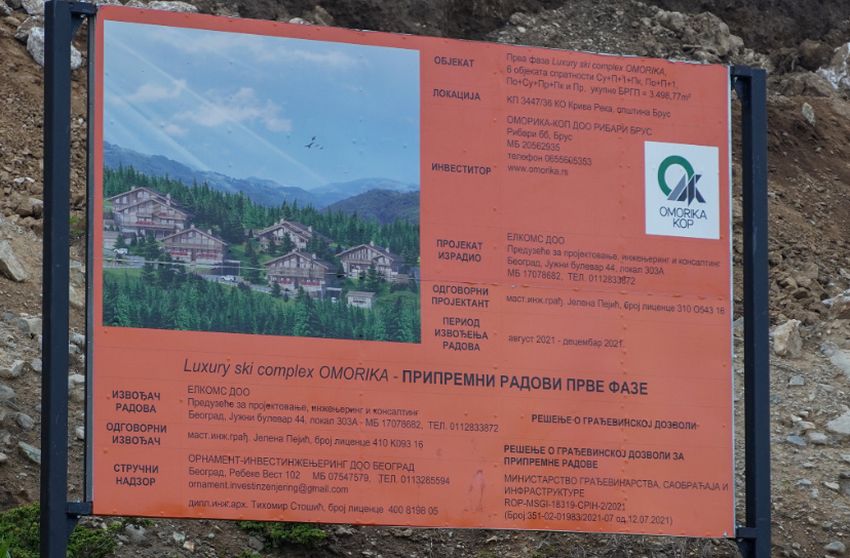 ОБЈЕКАТ
Прва фаза Luxury ski complex OMORIKA,
6 објеката спратности Су+П+1+Пк, По+П+1,
По+Су+Пр+Пк и Пр, укупне БРГП = 3.498,77m²
ЛОКАЦИЈА
КП 3447/36 КО Крива Река, општина Брус
ИНВЕСТИТОР
ОМОРИКА-КОП ДОО РИБАРИ БРУС
Рибари бб, Брус
МБ 20562935
телефон 0655605353
www.omorika.rs
OMORIKA
KOP
ПРОЈЕКАТ
ИЗРАДИО
ЕЛКОМС ДОО
Предузеће за пројектовање, инжењеринг и консалтинг
Београд, Јужни булевар 44, локал 303А
МБ 17078682, ТЕЛ. 0112833872
ОДГОВОРНИ
ПРОЈЕКТАНТ
маст.инж.грађ. Јелена Пејић, број лиценце 310 O543 16
ПЕРИОД
ИЗВОЂЕЊА
РАДОВА
август 2021 - децембар 2021.
Luxury ski complex OMORIKA - ПРИПРЕМНИ РАДОВИ ПРВЕ ФАЗЕ
ИЗВОЂАЧ
РАДОВА
ЕЛКОМС ДОО
Предузеће за пројектовање, инжењеринг и консалтинг
Београд, Јужни булевар 44, локал 303А - МБ 17078682, ТЕЛ. 0112833872
ОДГОВОРНИ
ИЗВОЂАЧ
маст.инж.грађ. Јелена Пејић, број лиценце 410 К093 16
СТРУЧНИ
НАДЗОР
ОРНАМЕНТ-ИНВЕСТИНЖЕЊЕРИНГ ДОО БЕОГРАД
Београд, Ребеке Вест 102 МБ 07547579, ТЕЛ. 0113285594
ornament.investinzenjering@gmail.com
дипл.инж.арх. Тихомир Стошић, број лиценце 400 8198 05
РЕШЕЊЕ О ГРАЂЕВИНСКОЈ ДОЗВОЛИ-
РЕШЕЊЕ О ГРАЂЕВИНСКОЈ ДОЗВОЛИ ЗА
ПРИПРЕМНЕ РАДОВЕ
МИНИСТАРСТВО ГРАЂЕВИНАРСТВА, САОБРАЋАЈА И
ИНФРАСТРУКТУРЕ
ROP-MSGI-18319-CPIH-2/2021
(Број 351-02-01983/2021-07 од 12.07.2021)